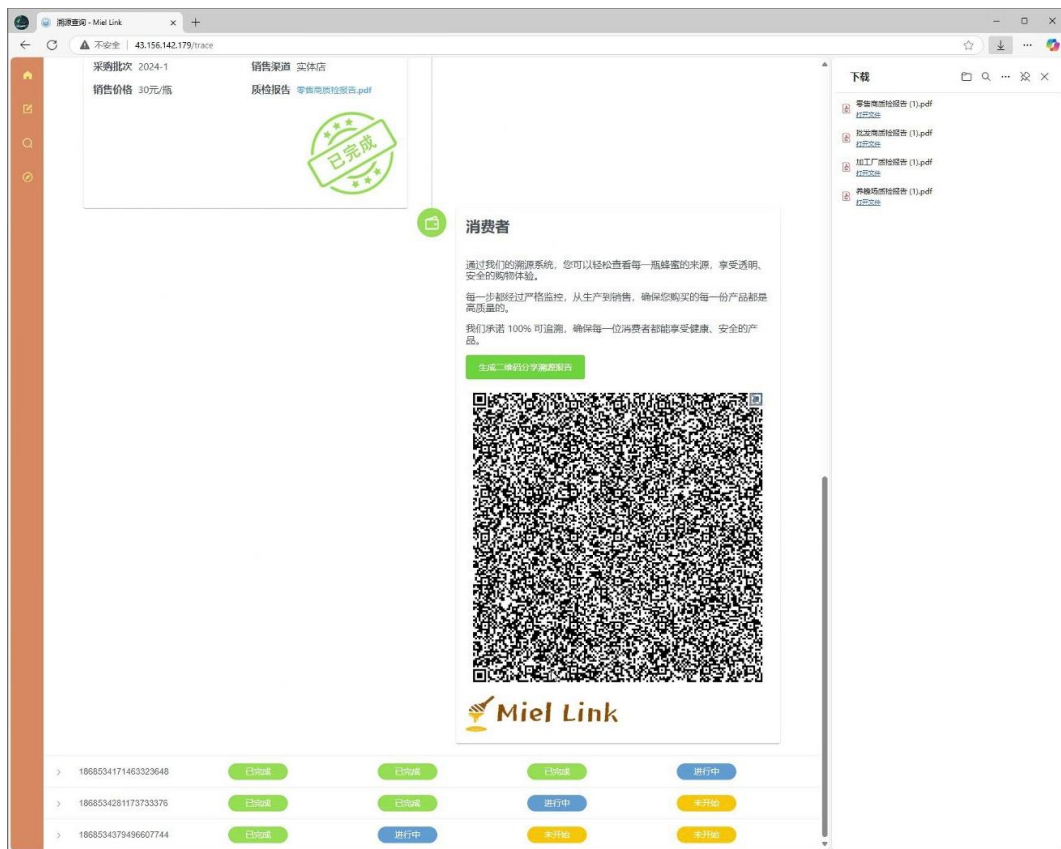 溯源查询 - Miel Link
不安全 43.156.142.179/trace
采购批次 2024-1 销售渠道 实体店
销售价格 30元/瓶 质检报告 零售商质检报告.pdf
已完成
消费者
通过我们的溯源系统，您可以轻松查看每一瓶蜂蜜的来源，享受透明、
安全的购物体验。
每一步都经过严格监控，从生产到销售，确保您购买的每一份产品都是
高质量的。
我们承诺 100% 可追溯，确保每一位消费者都能享受健康、安全的产
品。
生成二维码分享溯源报告
Miel Link
1868534171463323648 已完成 已完成 已完成 进行中
1868534281173733376 已完成 已完成 进行中 未开始
1868534379496607744 已完成 进行中 未开始 未开始
下载
零售商质检报告 (1).pdf
打开文件
批发商质检报告 (1).pdf
打开文件
加工厂质检报告 (1).pdf
打开文件
养蜂场质检报告 (1).pdf
打开文件